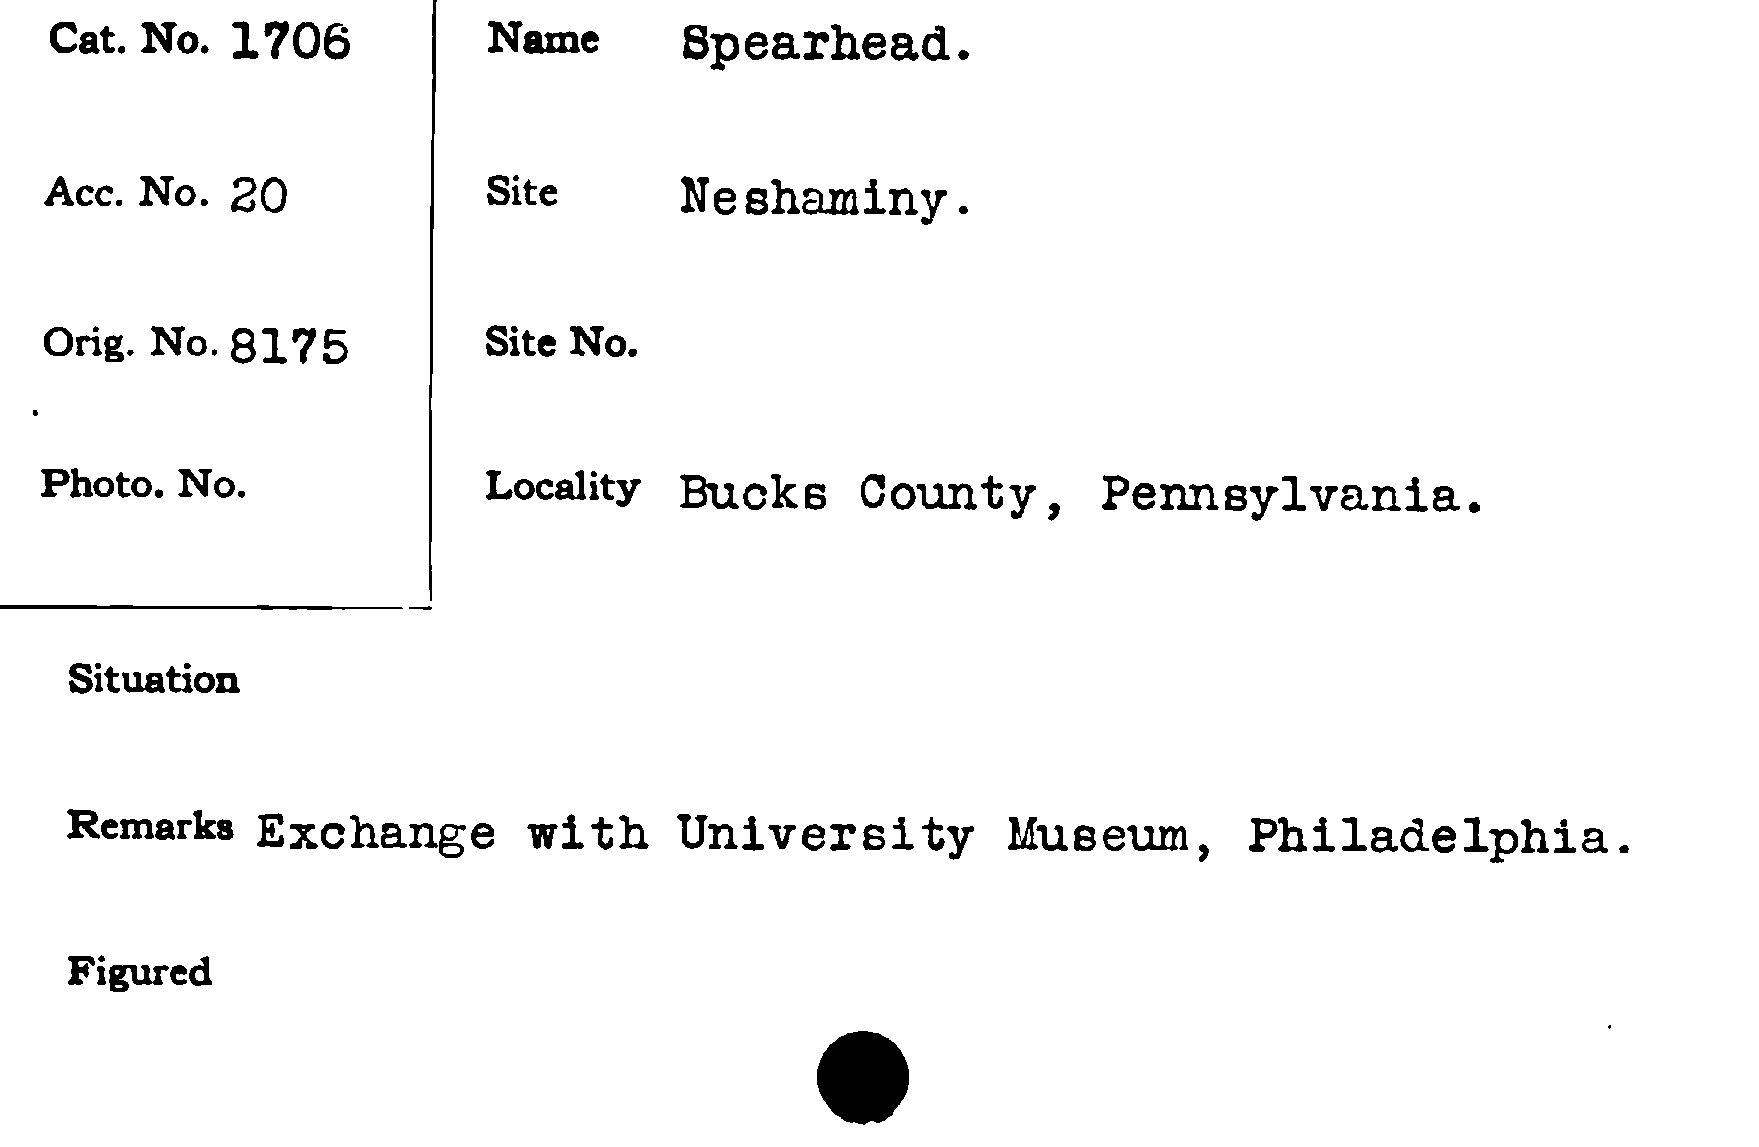 Cat. No. 1706
Name Spearhead.
Acc. No. 20
Site Neshaminy.
Orig. No. 8175
Site No.
Photo. No.
Locality Bucks County, Pennsylvania.
Situation
Remarks Exchange with University Museum, Philadelphia.
Figured